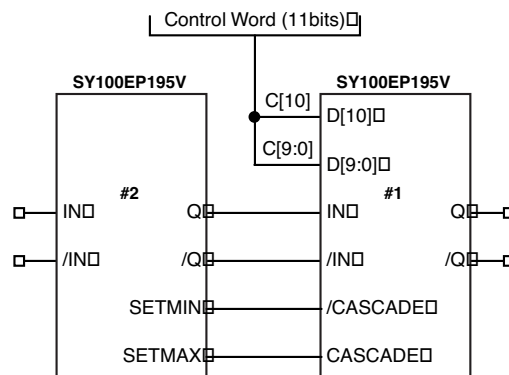 Control Word (11bits)
SY100EP195V
SY100EP195V
C[10]
D[10]
C[9:0]
D[9:0]
#2
#1
IN
Q
IN
Q
/IN
/Q
/IN
/Q
SETMIN
/CASCADE
SETMAX
CASCADE